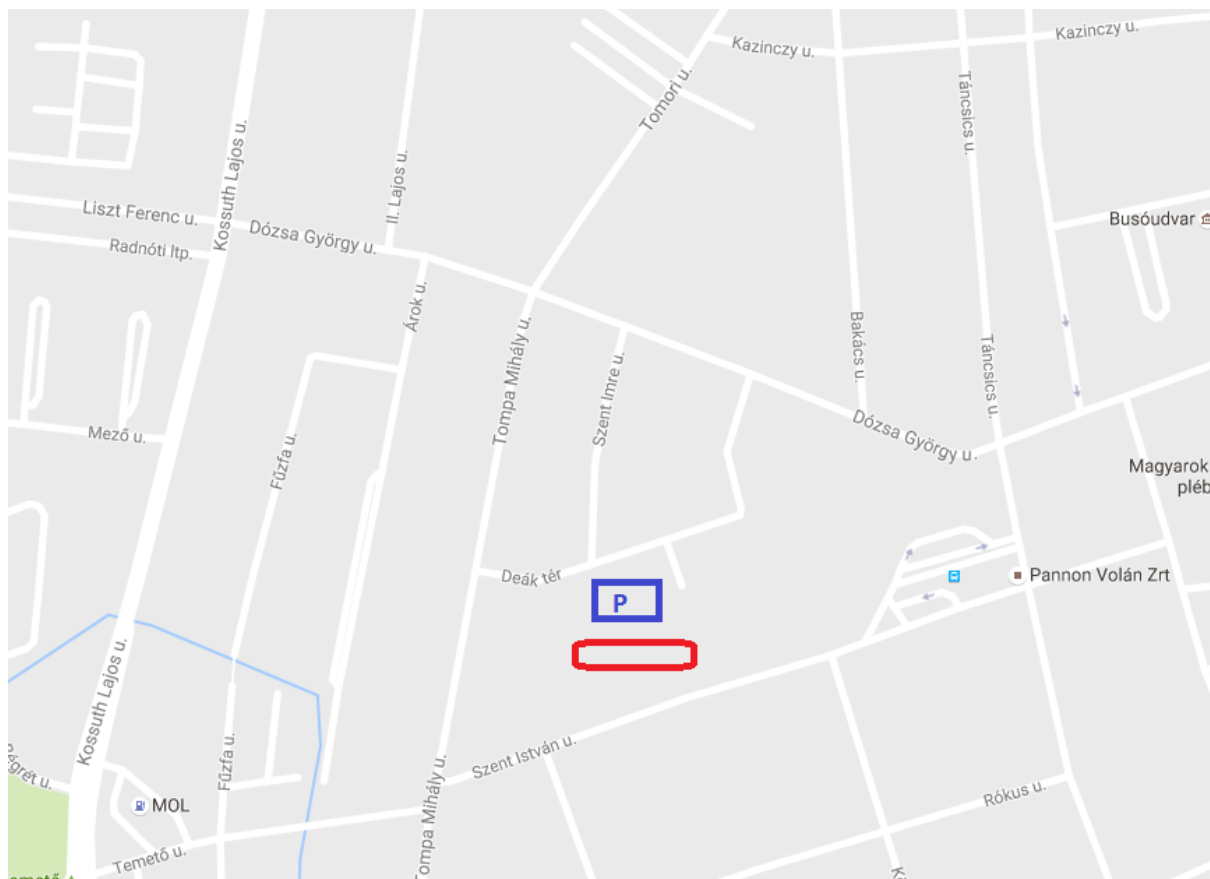 Kazinczy u.
Kazinczy u.
Tomori u.
Táncsics u.
Kossuth Lajos u.
II. Lajos u.
Liszt Ferenc u.
Dózsa György u.
Radnóti ltp.
Busóudvar
Árok u.
Tompa Mihály u.
Szent Imre u.
Bakács u.
Táncsics u.
Mező u.
Fűzfa u.
Dózsa György u.
Magyarok
pléb
Deák tér
Pannon Volán Zrt
P
Kossuth Lajos u.
Szent István u.
Fűzfa u.
Tompa Mihály u.
MOL
Rókus u.
Temető u.